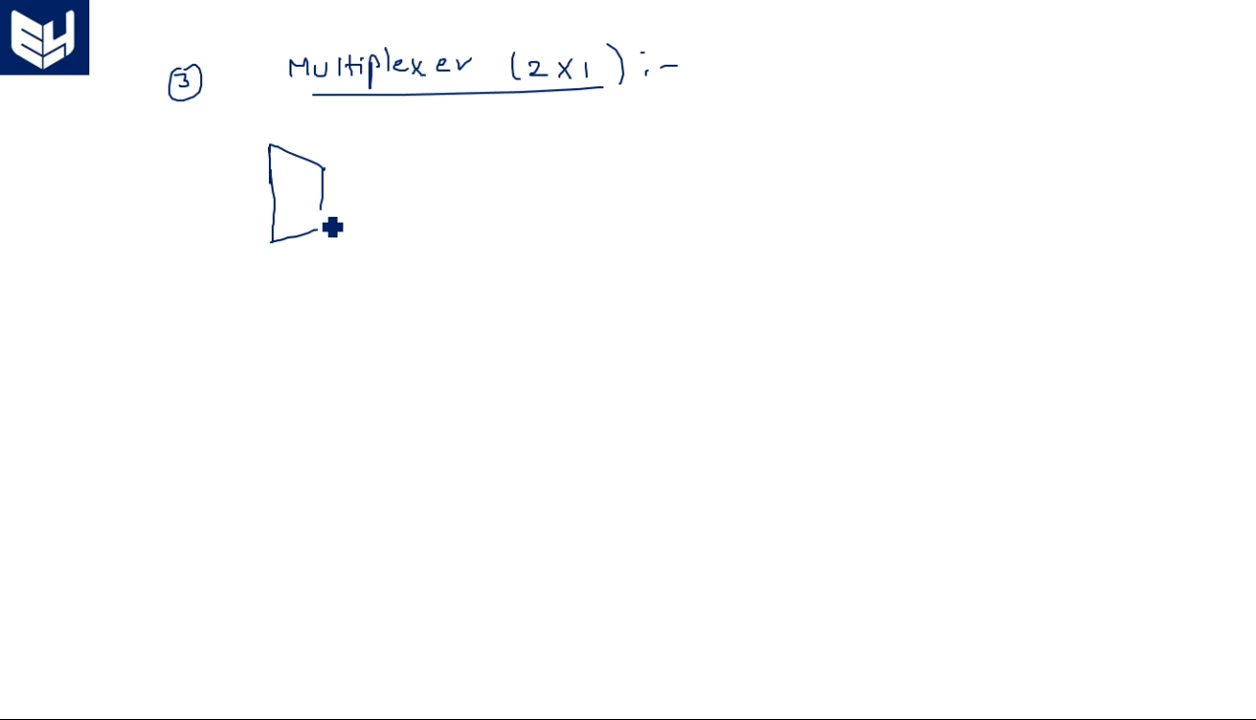 ③ Multiplexer (2X1) :-